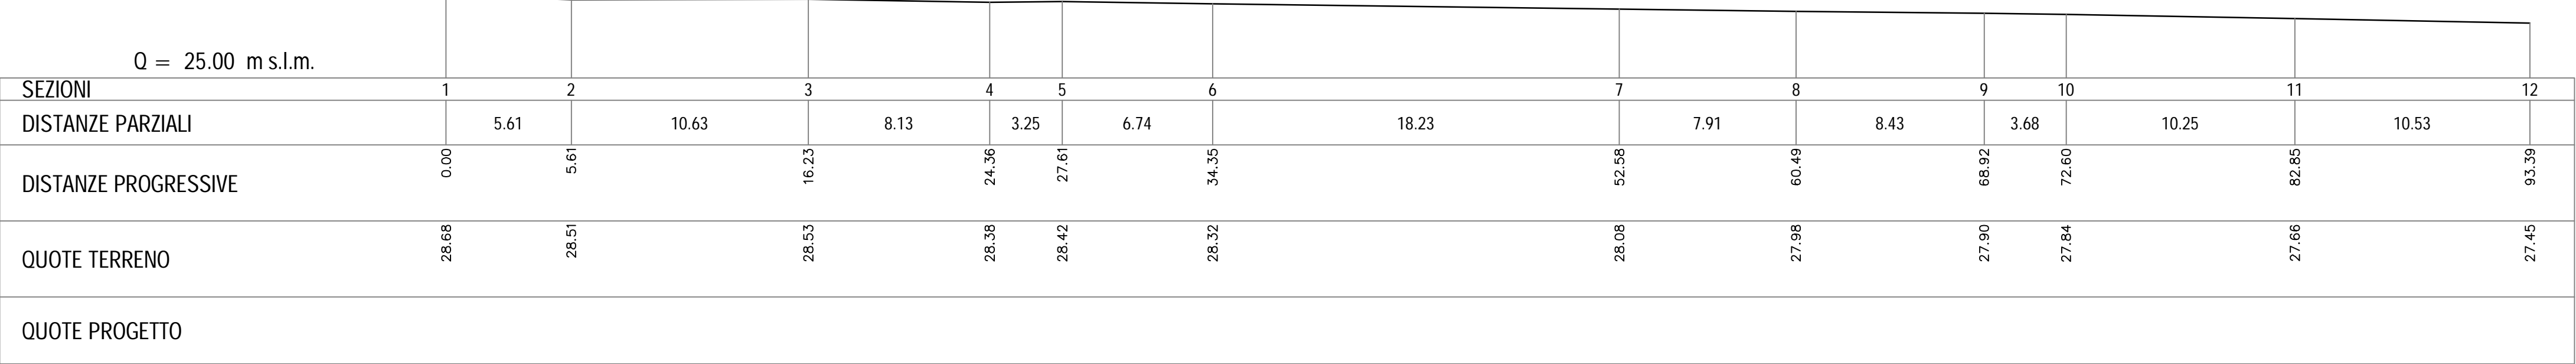 Q = 25.00 m s.l.m.
SEZIONI 1 2 3 4 5 6 7 8 9 10 11 12
DISTANZE PARZIALI 5.61 10.63 8.13 3.25 6.74 18.23 7.91 8.43 3.68 10.25 10.53
DISTANZE PROGRESSIVE 0.00 5.61 16.23 24.36 27.61 34.35 52.58 60.49 68.92 72.60 82.85 93.39
QUOTE TERRENO 28.68 28.51 28.53 28.38 28.42 28.32 28.08 27.98 27.90 27.84 27.66 27.45
QUOTE PROGETTO